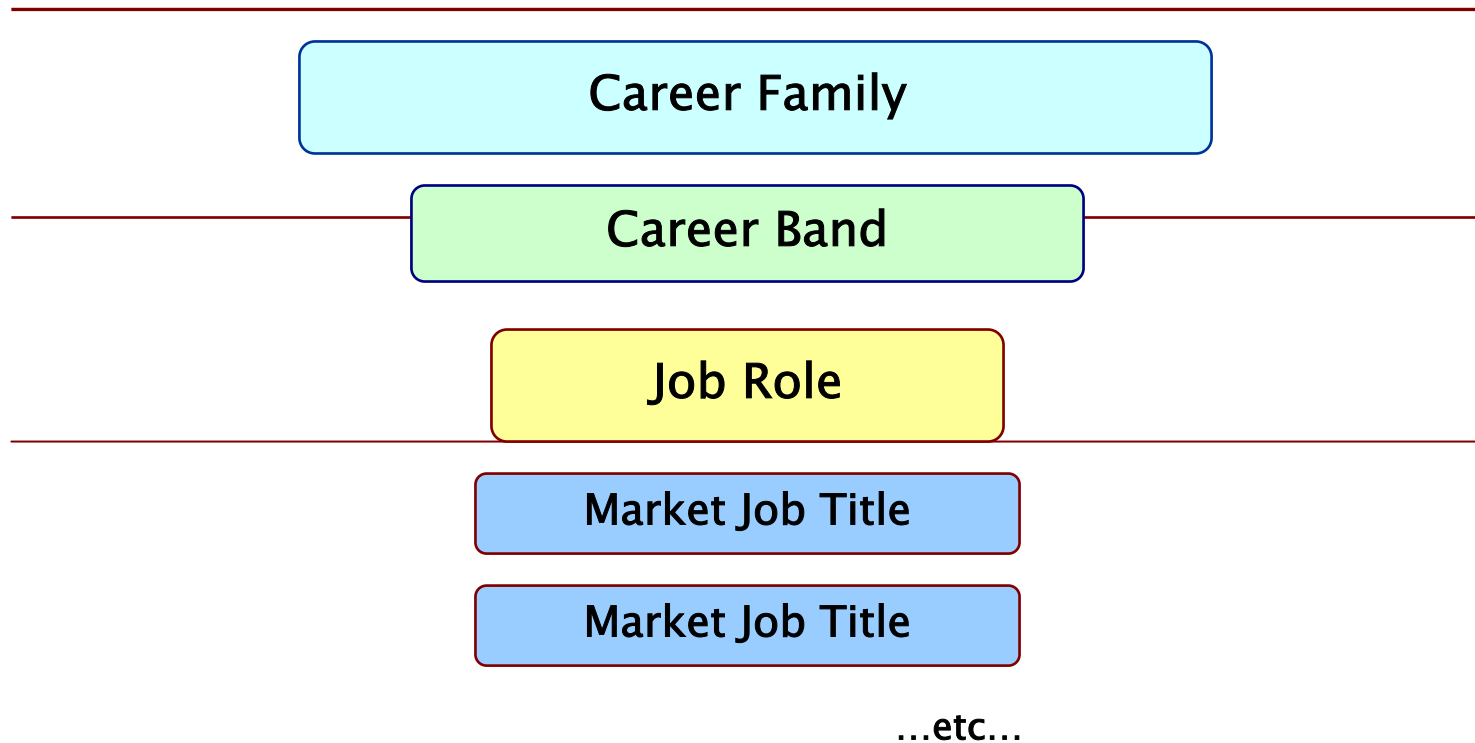 Career Family
Career Band
Job Role
Market Job Title
Market Job Title
...etc...